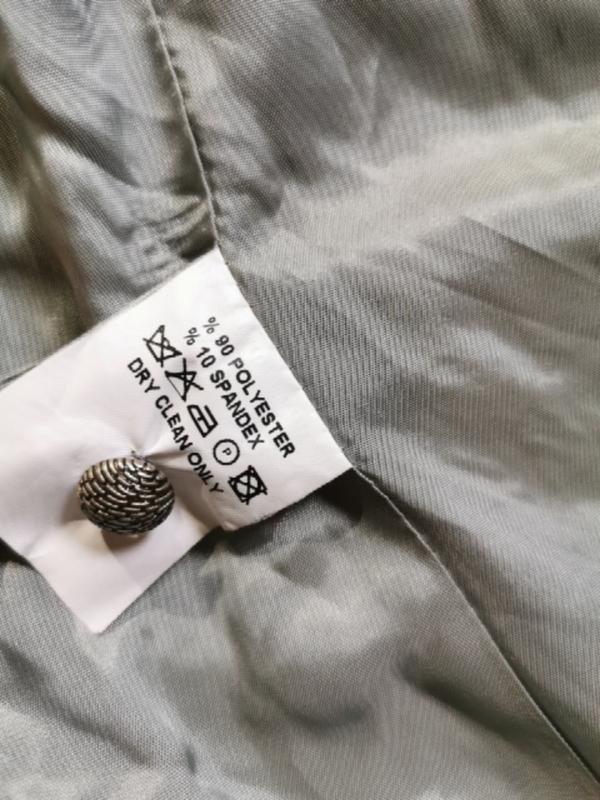 % 90 POLYESTER
% 10 SPANDEX
P
DRY CLEAN ONLY